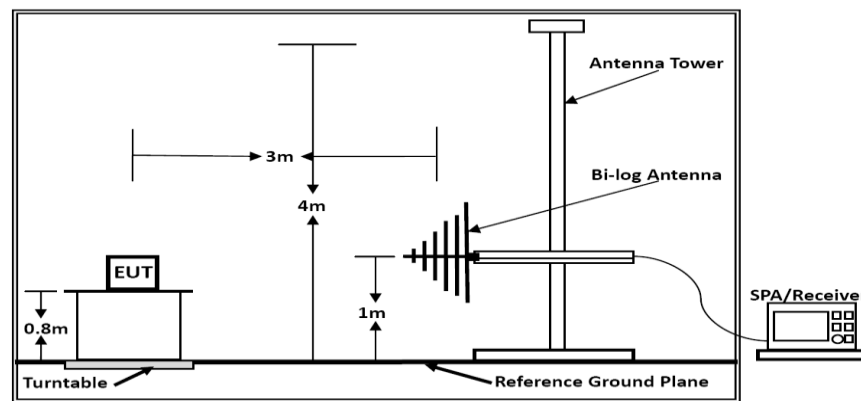 Antenna Tower
3m
Bi-log Antenna
4m
EUT
SPA/Receive
0.8m
1m
Turntable
Reference Ground Plane